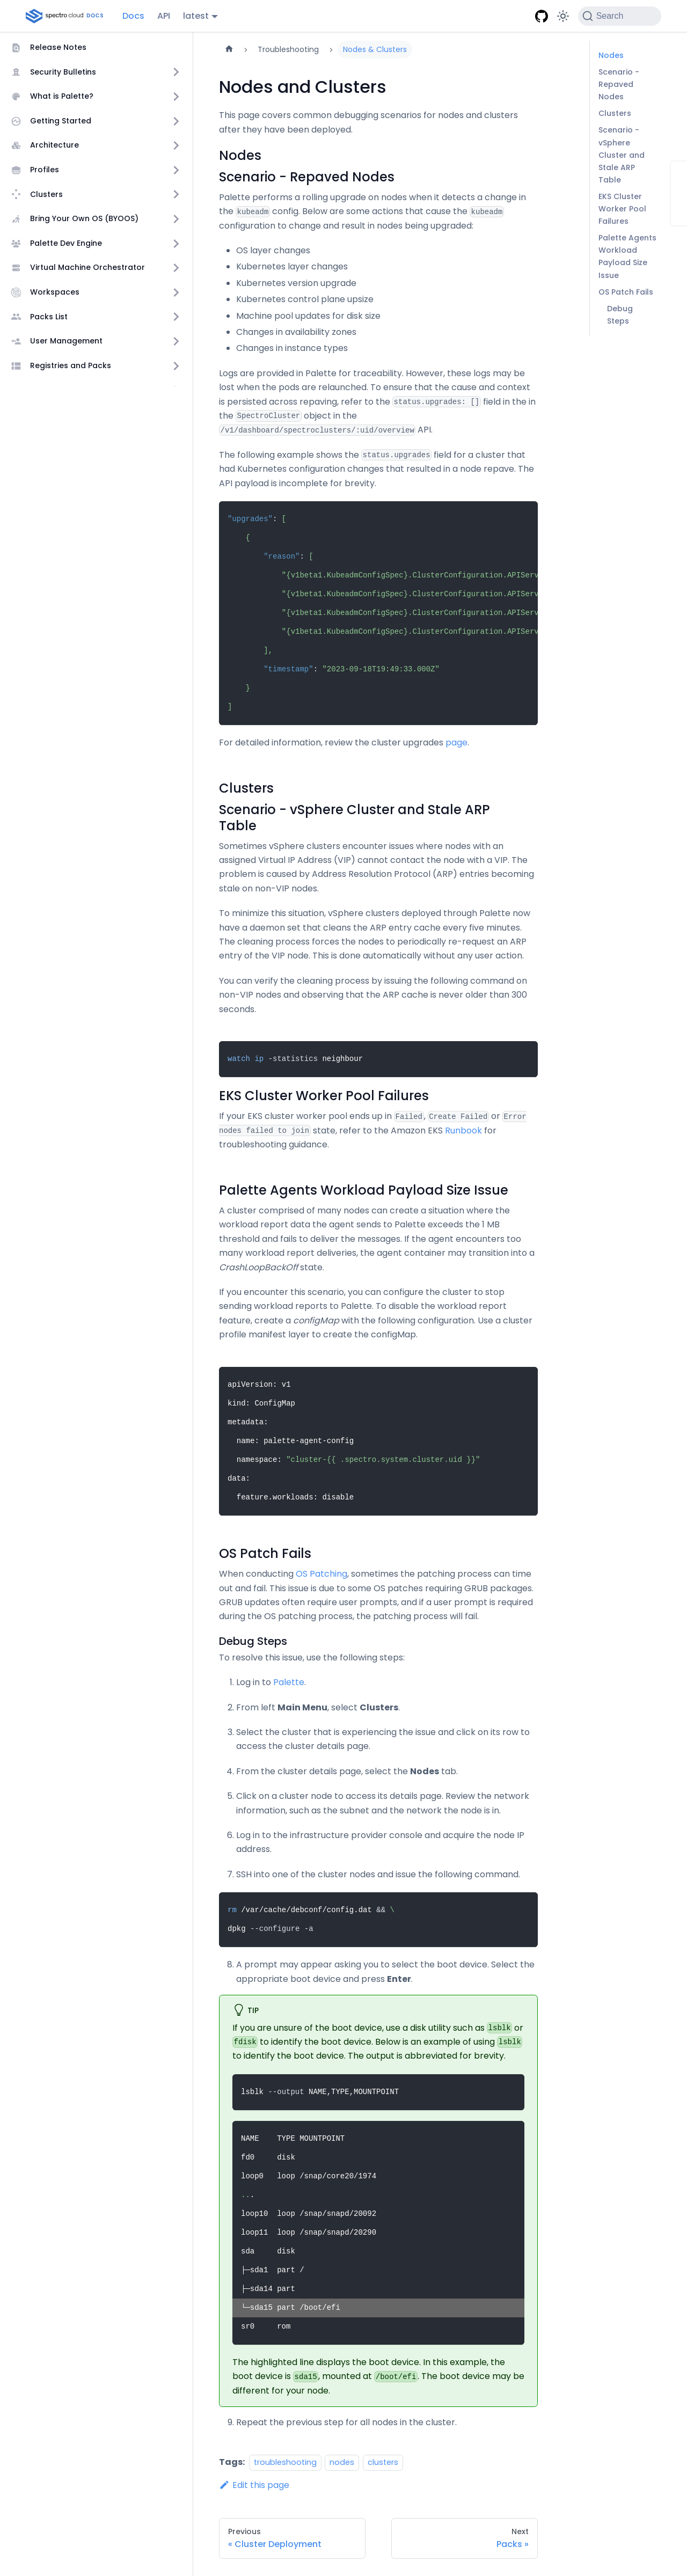 spectro cloud DOCS
Docs
API
latest
Search
Release Notes
Security Bulletins
What is Palette?
Getting Started
Architecture
Profiles
Clusters
Bring Your Own OS (BYOOS)
Palette Dev Engine
Virtual Machine Orchestrator
Workspaces
Packs List
User Management
Registries and Packs
Troubleshooting
Nodes & Clusters
Nodes and Clusters
This page covers common debugging scenarios for nodes and clusters
after they have been deployed.
Nodes
Scenario - Repaved Nodes
Palette performs a rolling upgrade on nodes when it detects a change in
the kubeadm config. Below are some actions that cause the kubeadm
configuration to change and result in nodes being upgraded:
• OS layer changes
• Kubernetes layer changes
• Kubernetes version upgrade
• Kubernetes control plane upsize
• Machine pool updates for disk size
• Changes in availability zones
• Changes in instance types
Logs are provided in Palette for traceability. However, these logs may be
lost when the pods are relaunched. To ensure that the cause and context
is persisted across repaving, refer to the status.upgrades: [] field in the in
the SpectroCluster object in the
/v1/dashboard/spectroclusters/:uid/overview API.
The following example shows the status.upgrades field for a cluster that
had Kubernetes configuration changes that resulted in a node repave. The
API payload is incomplete for brevity.
"upgrades": [
{
"reason": [
"{v1beta1.KubeadmConfigSpec}.ClusterConfiguration.APIServ
"{v1beta1.KubeadmConfigSpec}.ClusterConfiguration.APIServ
"{v1beta1.KubeadmConfigSpec}.ClusterConfiguration.APIServ
"{v1beta1.KubeadmConfigSpec}.ClusterConfiguration.APIServ
],
"timestamp": "2023-09-18T19:49:33.000Z"
}
]
For detailed information, review the cluster upgrades page.
Clusters
Scenario - vSphere Cluster and Stale ARP
Table
Sometimes vSphere clusters encounter issues where nodes with an
assigned Virtual IP Address (VIP) cannot contact the node with a VIP. The
problem is caused by Address Resolution Protocol (ARP) entries becoming
stale on non-VIP nodes.
To minimize this situation, vSphere clusters deployed through Palette now
have a daemon set that cleans the ARP entry cache every five minutes.
The cleaning process forces the nodes to periodically re-request an ARP
entry of the VIP node. This is done automatically without any user action.
You can verify the cleaning process by issuing the following command on
non-VIP nodes and observing that the ARP cache is never older than 300
seconds.
watch ip -statistics neighbour
EKS Cluster Worker Pool Failures
If your EKS cluster worker pool ends up in Failed, Create Failed or Error
nodes failed to join state, refer to the Amazon EKS Runbook for
troubleshooting guidance.
Palette Agents Workload Payload Size Issue
A cluster comprised of many nodes can create a situation where the
workload report data the agent sends to Palette exceeds the 1 MB
threshold and fails to deliver the messages. If the agent encounters too
many workload report deliveries, the agent container may transition into a
CrashLoopBackOff state.
If you encounter this scenario, you can configure the cluster to stop
sending workload reports to Palette. To disable the workload report
feature, create a configMap with the following configuration. Use a cluster
profile manifest layer to create the configMap.
apiVersion: v1
kind: ConfigMap
metadata:
name: palette-agent-config
namespace: "cluster-{{ .spectro.system.cluster.uid }}"
data:
feature.workloads: disable
OS Patch Fails
When conducting OS Patching, sometimes the patching process can time
out and fail. This issue is due to some OS patches requiring GRUB packages.
GRUB updates often require user prompts, and if a user prompt is required
during the OS patching process, the patching process will fail.
Debug Steps
To resolve this issue, use the following steps:
1. Log in to Palette.
2. From left Main Menu, select Clusters.
3. Select the cluster that is experiencing the issue and click on its row to
access the cluster details page.
4. From the cluster details page, select the Nodes tab.
5. Click on a cluster node to access its details page. Review the network
information, such as the subnet and the network the node is in.
6. Log in to the infrastructure provider console and acquire the node IP
address.
7. SSH into one of the cluster nodes and issue the following command.
rm /var/cache/debconf/config.dat && \
dpkg --configure -a
8. A prompt may appear asking you to select the boot device. Select the
appropriate boot device and press Enter.
TIP
If you are unsure of the boot device, use a disk utility such as lsblk or
fdisk to identify the boot device. Below is an example of using lsblk
to identify the boot device. The output is abbreviated for brevity.
lsblk --output NAME,TYPE,MOUNTPOINT
NAME    TYPE MOUNTPOINT
fd0     disk
loop0   loop /snap/core20/1974
...
loop10  loop /snap/snapd/20092
loop11  loop /snap/snapd/20290
sda     disk
├─sda1  part /
├─sda14 part
└─sda15 part /boot/efi
sr0     rom
The highlighted line displays the boot device. In this example, the
boot device is sda15, mounted at /boot/efi. The boot device may be
different for your node.
9. Repeat the previous step for all nodes in the cluster.
Tags: troubleshooting nodes clusters
Edit this page
Previous
« Cluster Deployment
Next
Packs »
Nodes
Scenario -
Repaved
Nodes
Clusters
Scenario -
vSphere
Cluster and
Stale ARP
Table
EKS Cluster
Worker Pool
Failures
Palette Agents
Workload
Payload Size
Issue
OS Patch Fails
Debug
Steps